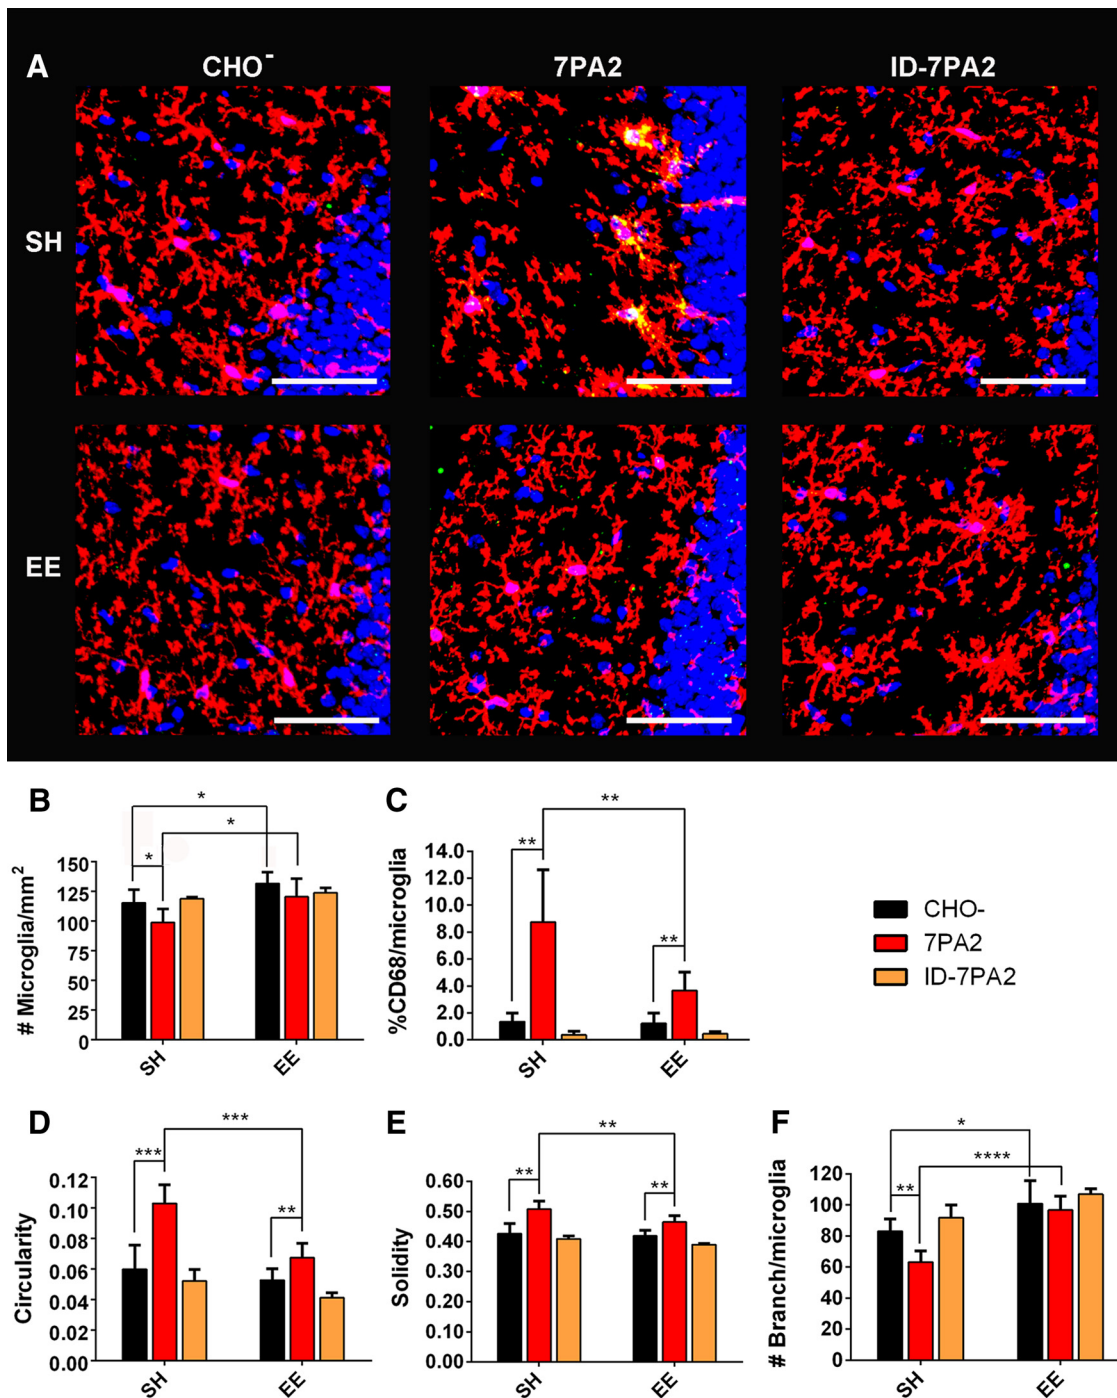 A CHO⁻ 7PA2 ID-7PA2
SH
EE
B
# Microglia/mm²
150
125
100
75
50
25
0
*
*
*
SH EE
C
%CD68/microglia
14.0
12.0
10.0
8.0
6.0
4.0
2.0
0.0
**
**
**
SH EE
CHO-
7PA2
ID-7PA2
D
Circularity
0.12
0.10
0.08
0.06
0.04
0.02
0.00
***
***
**
SH EE
E
Solidity
0.60
0.50
0.40
0.30
0.20
0.10
0.00
**
**
**
SH EE
F
# Branch/microglia
120
100
80
60
40
20
0
*
****
**
SH EE